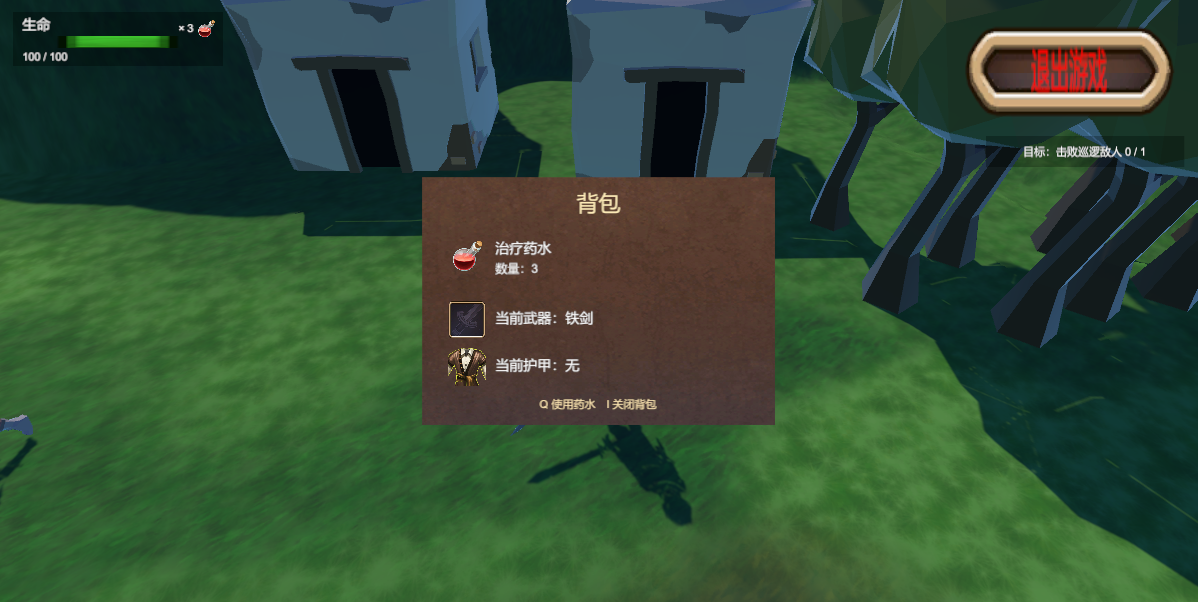 生命
×3
100 / 100
退出游戏
目标：击败巡逻敌人 0 / 1
背包
治疗药水
数量：3
当前武器：铁剑
当前护甲：无
Q 使用药水 I 关闭背包